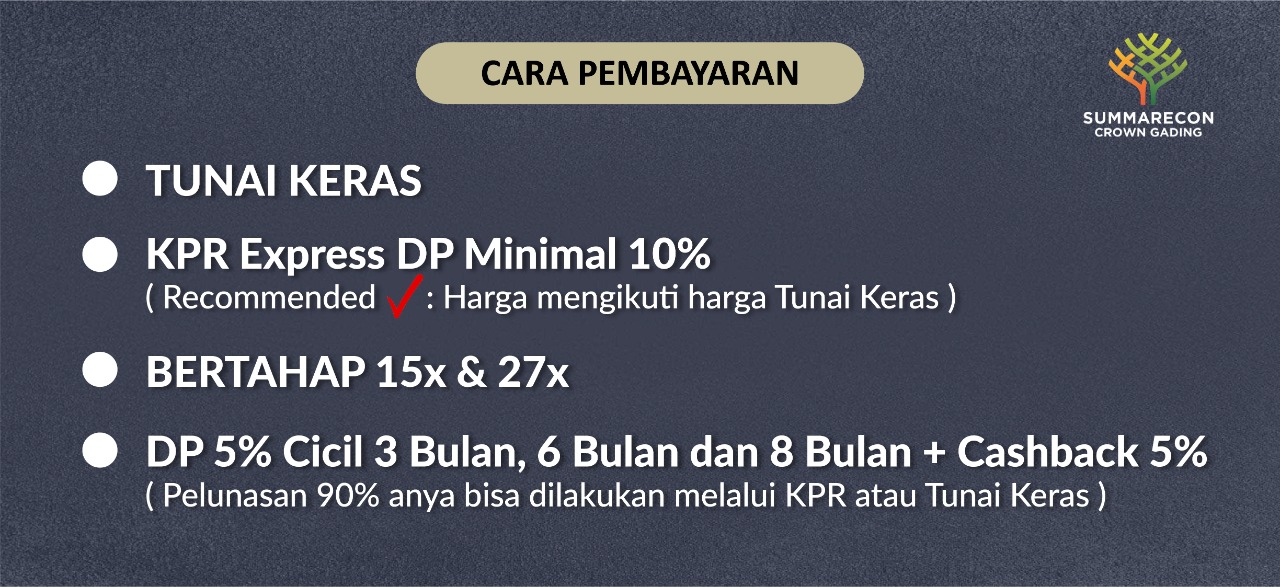 CARA PEMBAYARAN
SUMMARECON
CROWN GADING
TUNAI KERAS
KPR Express DP Minimal 10%
( Recommended ✓ : Harga mengikuti harga Tunai Keras )
BERTAHAP 15x & 27x
DP 5% Cicil 3 Bulan, 6 Bulan dan 8 Bulan + Cashback 5%
( Pelunasan 90% anya bisa dilakukan melalui KPR atau Tunai Keras )